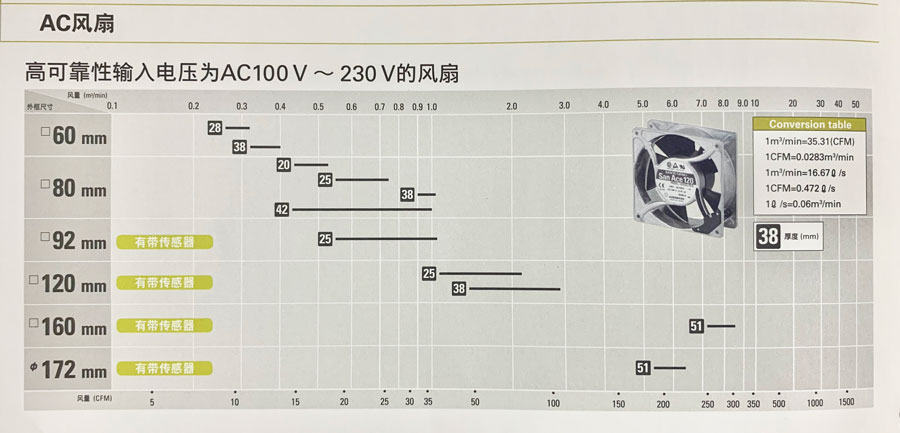 AC风扇
高可靠性输入电压为AC100 V ～ 230 V的风扇
风量 (m³/min)
外框尺寸 0.1 0.2 0.3 0.4 0.5 0.6 0.7 0.8 0.9 1.0 2.0 3.0 4.0 5.0 6.0 7.0 8.0 9.0 10 20 30 40 50
□60 mm 28
38
□80 mm 20
25
38
42
□92 mm 有带传感器 25
□120 mm 有带传感器 25
38
□160 mm 有带传感器 51
φ172 mm 有带传感器 51
风量 (CFM) 5 10 15 20 25 30 35 50 100 150 200 250 300 350 500 1000 1500
San Ace 120
Conversion table
1m³/min=35.31(CFM)
1CFM=0.0283m³/min
1m³/min=16.67ℓ /s
1CFM=0.472ℓ /s
1ℓ /s=0.06m³/min
38 厚度 (mm)